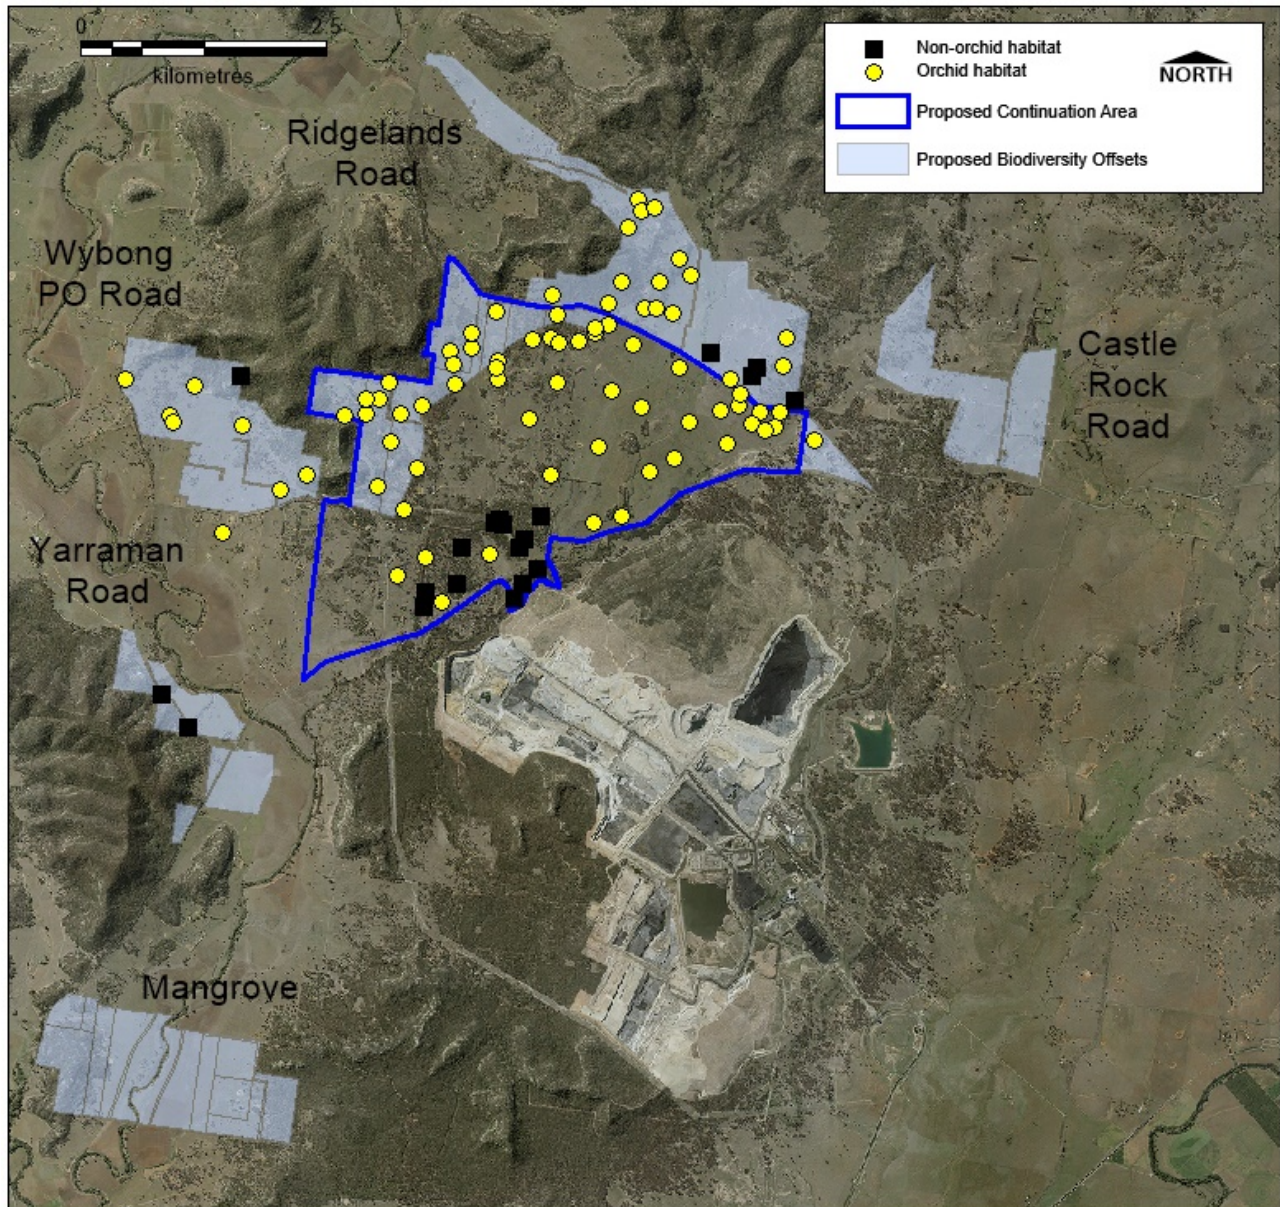 0 2.5
kilometres
Non-orchid habitat
Orchid habitat
NORTH
Proposed Continuation Area
Proposed Biodiversity Offsets
Ridgelands
Road
Wybong
PO Road
Castle
Rock
Road
Yarraman
Road
Mangrove